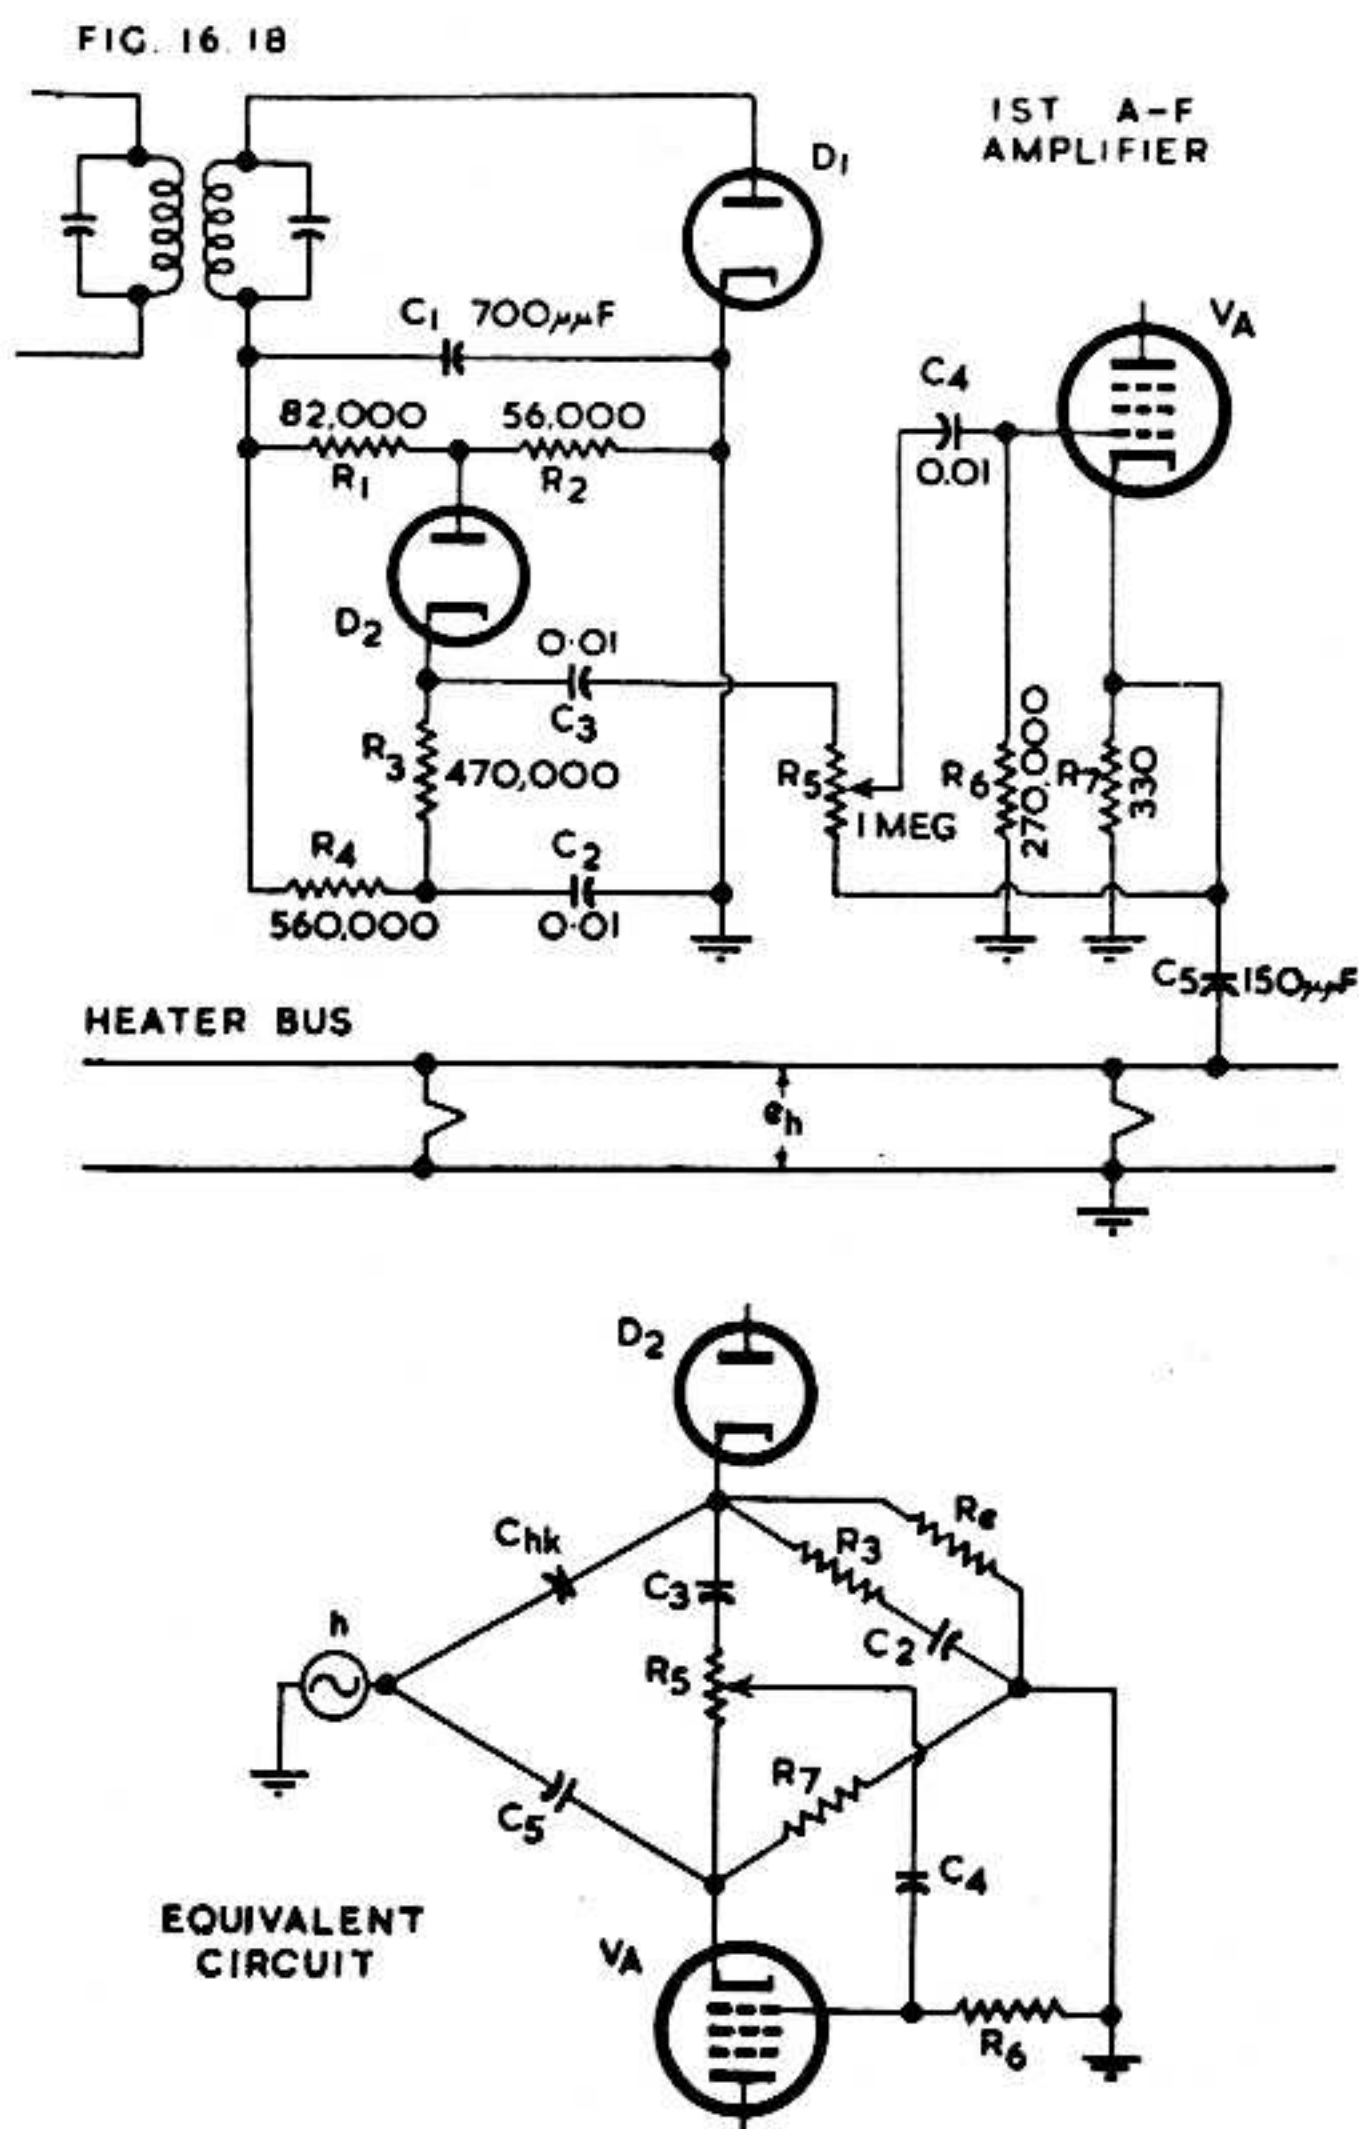 FIG. 16.18
1ST A-F
AMPLIFIER
D1
C1 700μμF
VA
C4
82,000
56,000
R1
R2
0.01
D2
0·01
C3
R3
470,000
R5
1 MEG
R6
270,000
R7
330
R4
C2
560,000
0·01
C5
150μμF
HEATER BUS
eh
D2
Chk
Re
R3
C3
h
C2
R5
R7
C5
C4
EQUIVALENT
CIRCUIT
VA
R6